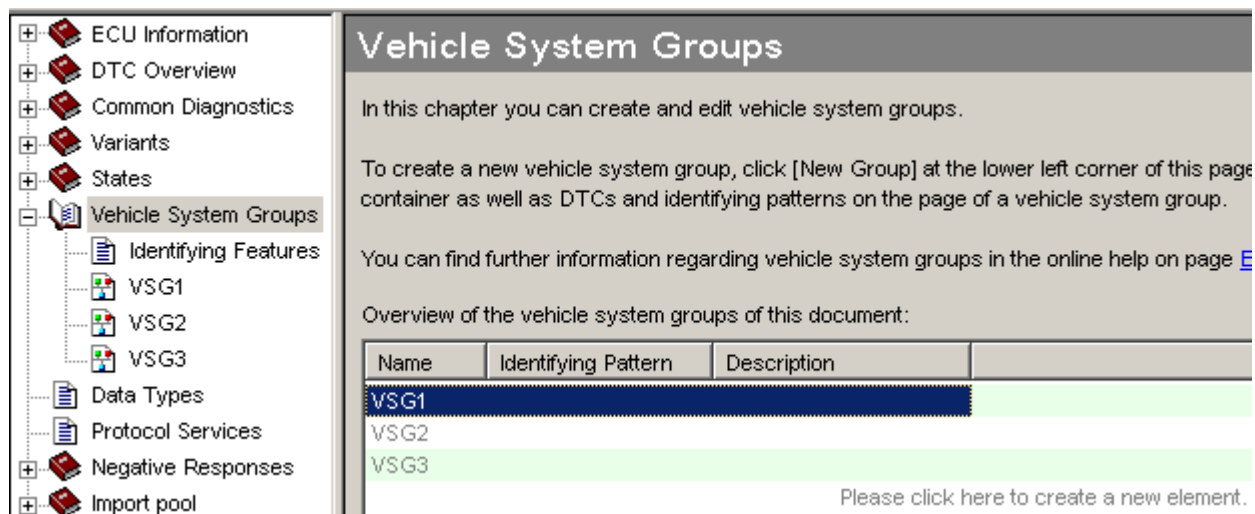 ECU Information
DTC Overview
Common Diagnostics
Variants
States
Vehicle System Groups
Identifying Features
VSG1
VSG2
VSG3
Data Types
Protocol Services
Negative Responses
Import pool
Vehicle System Groups
In this chapter you can create and edit vehicle system groups.
To create a new vehicle system group, click [New Group] at the lower left corner of this page
container as well as DTCs and identifying patterns on the page of a vehicle system group.
You can find further information regarding vehicle system groups in the online help on page E
Overview of the vehicle system groups of this document:
Name Identifying Pattern Description
VSG1
VSG2
VSG3
Please click here to create a new element.